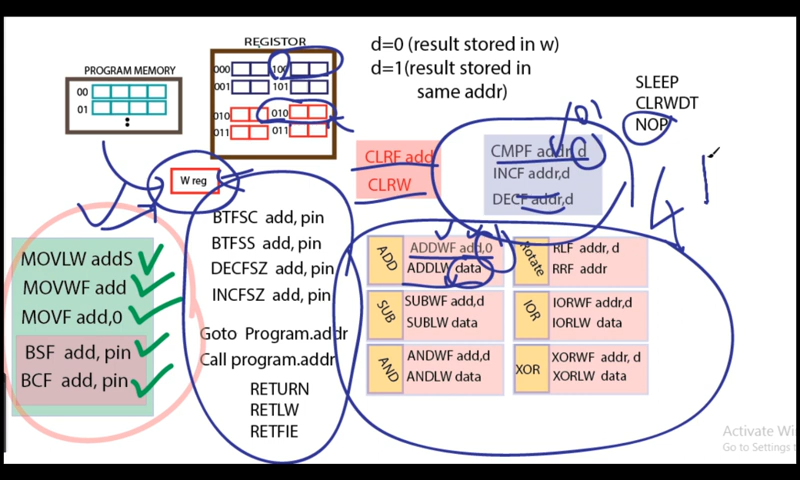 REGISTOR
d=0 (result stored in w)
d=1(result stored in
same addr)
PROGRAM MEMORY
00
01
000
001
010
011
100
101
010
011
SLEEP
CLRWDT
NOP
W reg
CLRF add
CLRW
CMPF addr,d
INCF addr,d
DECF addr,d
MOVLW addS
MOVWF add
MOVF add,0
BSF add, pin
BCF add, pin
BTFSC add, pin
BTFSS add, pin
DECFSZ add, pin
INCFSZ add, pin
Goto Program.addr
Call program.addr
RETURN
RETLW
RETFIE
ADD
ADDWF add,0
ADDLW data
SUB
SUBWF add,d
SUBLW data
AND
ANDWF add,d
ANDLW data
Rotate
RLF addr, d
RRF addr
IOR
IORWF addr,d
IORLW data
XOR
XORWF addr, d
XORLW data
Go to Settings